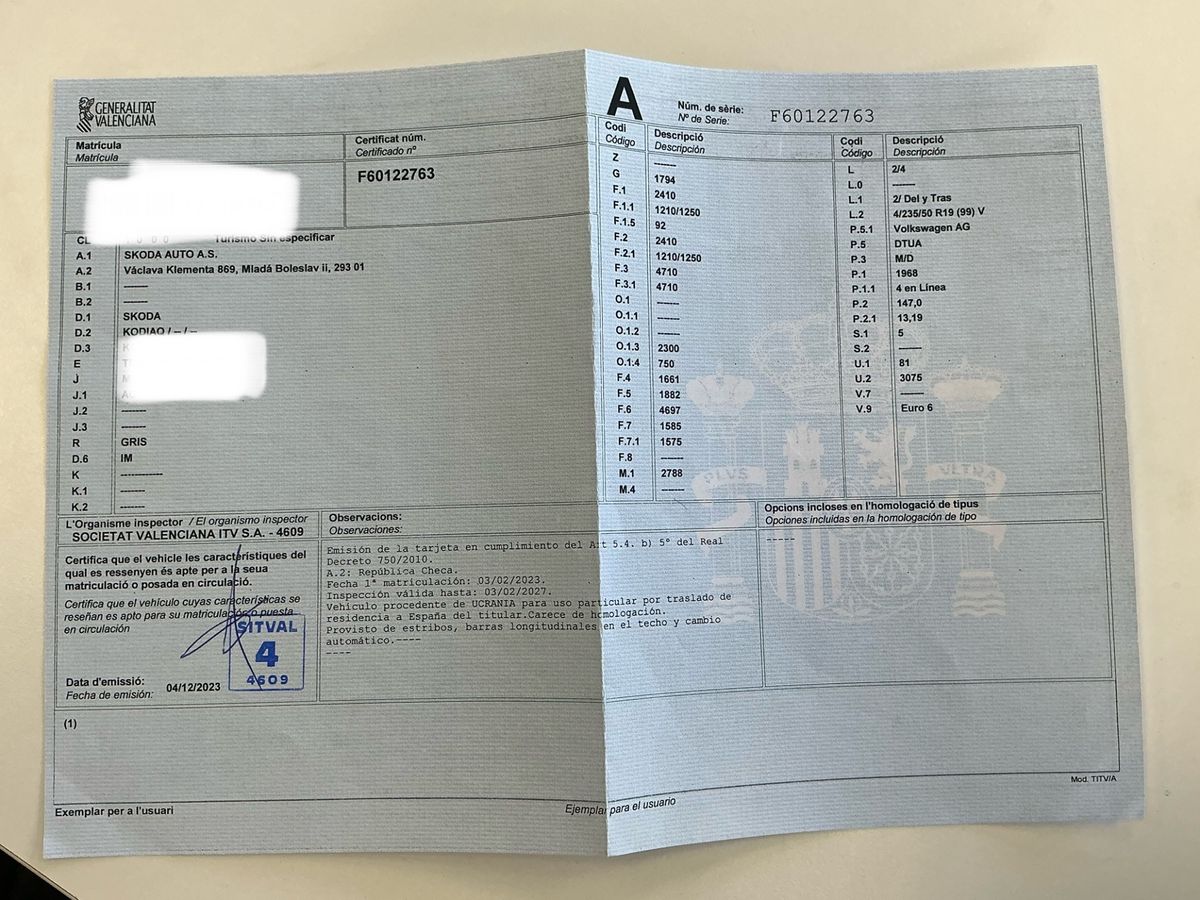 GENERALITAT
VALENCIANA
Matrícula
Matrícula
Certificat núm.
Certificado nº
F60122763
CL
Turismo Sin especificar
A.1 SKODA AUTO A.S.
A.2 Václava Klementa 869, Mladá Boleslav ii, 293 01
B.1 ------
B.2 ------
D.1 SKODA
D.2 KODIAQ / -- / --
D.3
E
J
J.1
J.2 ------
J.3 ------
R GRIS
D.6 IM
K -----------
K.1 ------
K.2 ------
L'Organisme inspector / El organismo inspector
SOCIETAT VALENCIANA ITV S.A. - 4609
Certifica que el vehicle les característiques del
qual es ressenyen és apte per a la seua
matriculació o posada en circulació.
Certifica que el vehículo cuyas características se
reseñan es apto para su matriculación o puesta
en circulación
SITVAL
4
4609
Data d'emissió:
Fecha de emisión: 04/12/2023
Observacions:
Observaciones:
Emisión de la tarjeta en cumplimiento del Art 5.4. b) 5º del Real
Decreto 750/2010.
A.2: República Checa.
Fecha 1ª matriculación: 03/02/2023.
Inspección válida hasta: 03/02/2027.
Vehículo procedente de UCRANIA para uso particular por traslado de
residencia a España del titular.Carece de homologación.
Provisto de estribos, barras longitudinales en el techo y cambio
automático.----
----
(1)
Exemplar per a l'usuari
Ejemplar para el usuario
A
Núm. de sèrie:
Nº de Serie:
F60122763
Codi
Código
Descripció
Descripción
Z ------
G 1794
F.1 2410
F.1.1 1210/1250
F.1.5 92
F.2 2410
F.2.1 1210/1250
F.3 4710
F.3.1 4710
O.1 ------
O.1.1 ------
O.1.2 ------
O.1.3 2300
O.1.4 750
F.4 1661
F.5 1882
F.6 4697
F.7 1585
F.7.1 1575
F.8 ------
M.1 2788
M.4 ------
Codi
Código
Descripció
Descripción
L 2/4
L.0 ------
L.1 2/ Del y Tras
L.2 4/235/50 R19 (99) V
P.5.1 Volkswagen AG
P.5 DTUA
P.3 M/D
P.1 1968
P.1.1 4 en Línea
P.2 147,0
P.2.1 13,19
S.1 5
S.2 ------
U.1 81
U.2 3075
V.7 ------
V.9 Euro 6
PLVS
VLTRA
Opcions incloses en l'homologació de tipus
Opciones incluidas en la homologación de tipo
-----
Mod. TITV/A